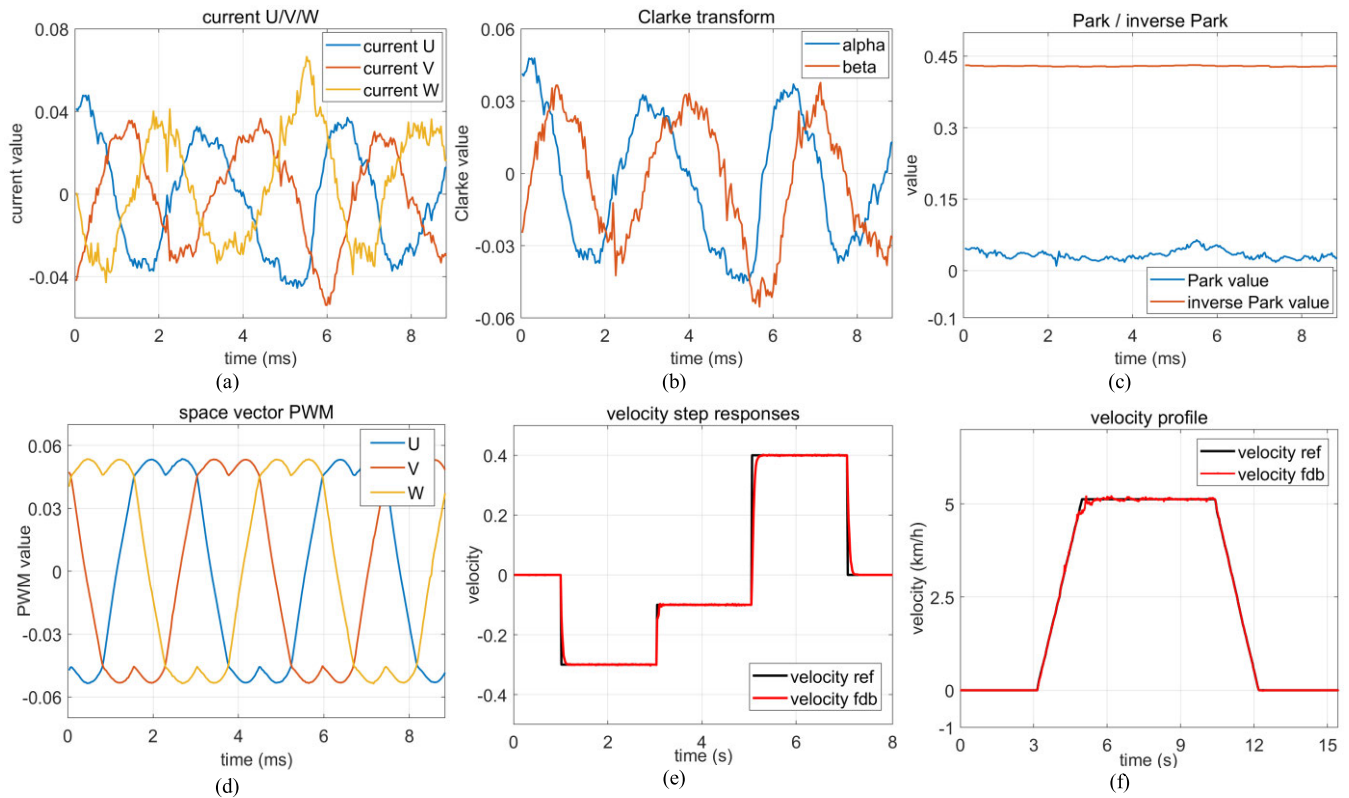 current U/V/W
0.08
0.04
0
-0.04
current value
current U
current V
current W
0 2 4 6 8
time (ms)
(a)
Clarke transform
0.06
0.03
0
-0.03
-0.06
Clarke value
alpha
beta
0 2 4 6 8
time (ms)
(b)
Park / inverse Park
0.45
0.3
0.15
0
-0.1
value
Park value
inverse Park value
0 2 4 6 8
time (ms)
(c)
space vector PWM
0.06
0.03
0
-0.03
-0.06
PWM value
U
V
W
0 2 4 6 8
time (ms)
(d)
velocity step responses
0.4
0.2
0
-0.2
-0.4
velocity
velocity ref
velocity fdb
0 2 4 6 8
time (s)
(e)
velocity profile
5
2.5
0
-1
velocity (km/h)
velocity ref
velocity fdb
0 3 6 9 12 15
time (s)
(f)